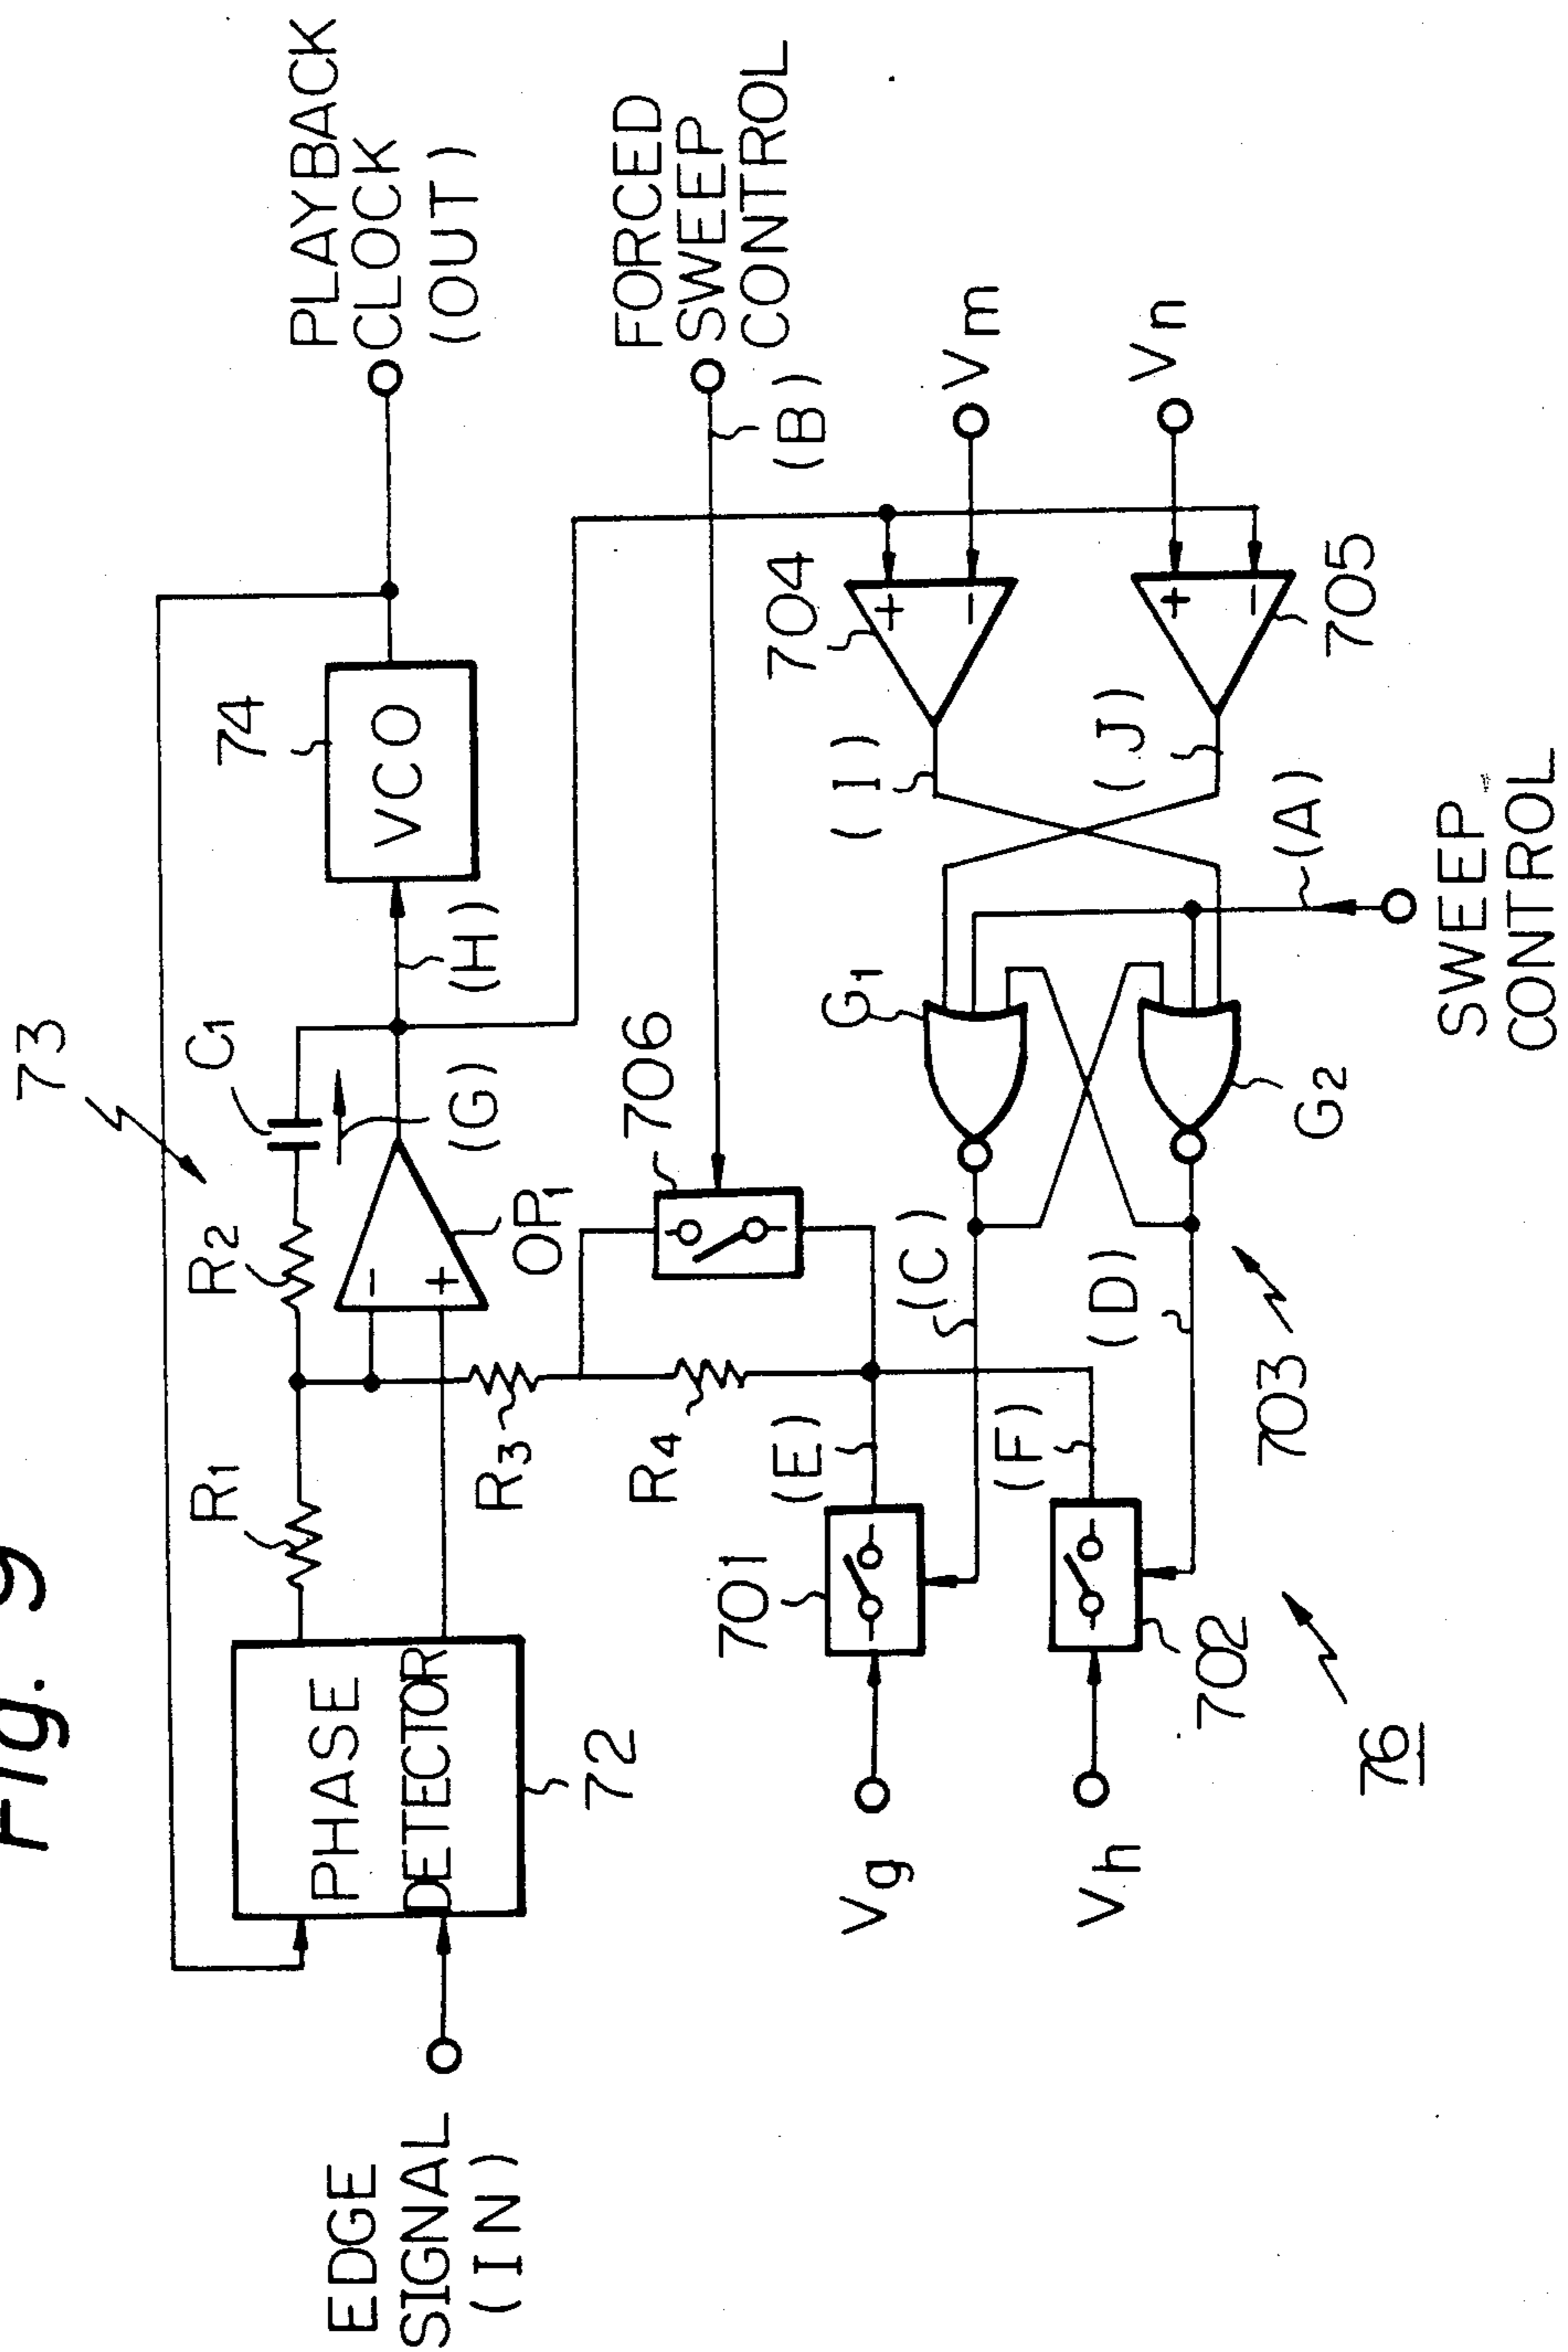 Fig. 9
73
EDGE
SIGNAL
(IN)
PHASE
DETECTOR
72
R1
R2
C1
OP1
(G)
(H)
74
VCO
PLAYBACK
CLOCK
(OUT)
R3
R4
706
FORCED
SWEEP
CONTROL
(B)
Vg
701
(E)
(C)
G1
(I)
704
+
-
Vm
Vh
702
(F)
(D)
G2
(J)
705
+
-
Vn
-
+
703
76
(A)
SWEEP
CONTROL